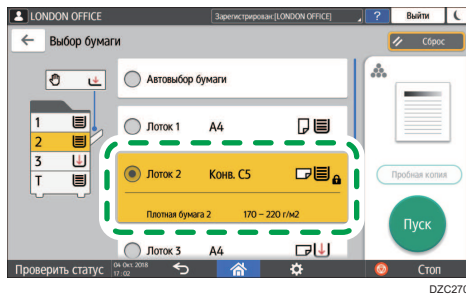 LONDON OFFICE
Зарегистрирован:[LONDON OFFICE]
?
Выйти
Выбор бумаги
Сброс
Автовыбор бумаги
1
2
3
T
Лоток 1 A4
Лоток 2 Конв. C5
Плотная бумага 2 170 – 220 г/м2
Лоток 3 A4
Пробная копия
Пуск
Проверить статус
04 Окт. 2018
17:02
Стоп
DZC270